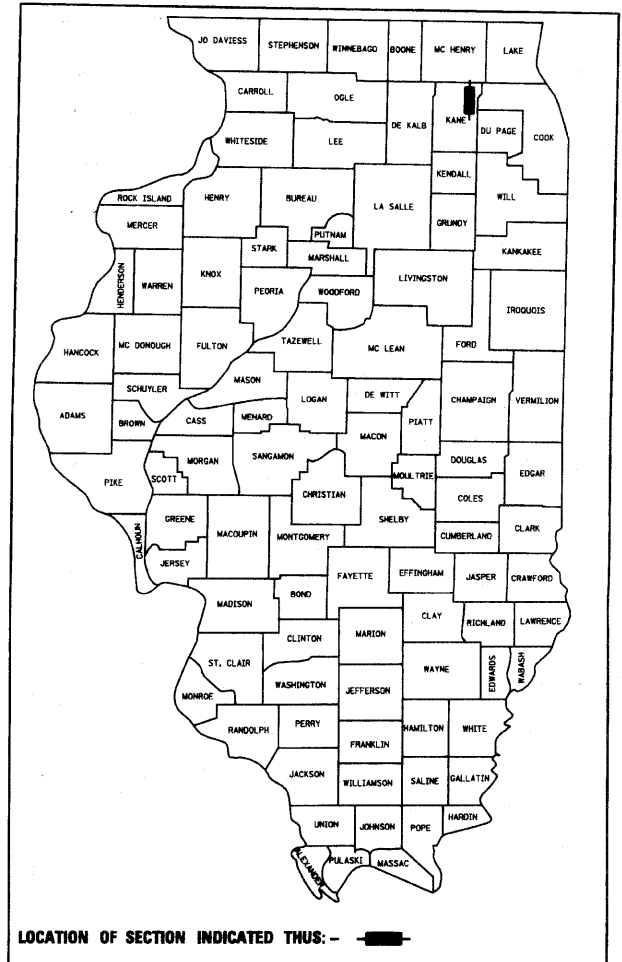 JO DAVIESS
STEPHENSON
WINNEBAGO
BOONE
MC HENRY
LAKE
CARROLL
OGLE
DE KALB
KANE
DU PAGE
COOK
WHITESIDE
LEE
KENDALL
WILL
ROCK ISLAND
HENRY
BUREAU
LA SALLE
GRUNDY
MERCER
PUTNAM
STARK
MARSHALL
KANKAKEE
HENDERSON
WARREN
KNOX
PEORIA
WOODFORD
LIVINGSTON
IROQUOIS
HANCOCK
MC DONOUGH
FULTON
TAZEWELL
MC LEAN
FORD
SCHUYLER
MASON
LOGAN
DE WITT
CHAMPAIGN
VERMILION
ADAMS
BROWN
CASS
MENARD
MACON
PIATT
PIKE
SCOTT
MORGAN
SANGAMON
CHRISTIAN
MOULTRIE
DOUGLAS
EDGAR
COLES
CALHOUN
GREENE
MACOUPIN
MONTGOMERY
SHELBY
CUMBERLAND
CLARK
JERSEY
FAYETTE
EFFINGHAM
JASPER
CRAWFORD
MADISON
BOND
CLAY
RICHLAND
LAWRENCE
CLINTON
MARION
ST. CLAIR
WAYNE
EDWARDS
WABASH
MONROE
WASHINGTON
JEFFERSON
RANDOLPH
PERRY
HAMILTON
WHITE
FRANKLIN
JACKSON
WILLIAMSON
SALINE
GALLATIN
UNION
JOHNSON
POPE
HARDIN
ALEXANDER
PULASKI
MASSAC
LOCATION OF SECTION INDICATED THUS: -